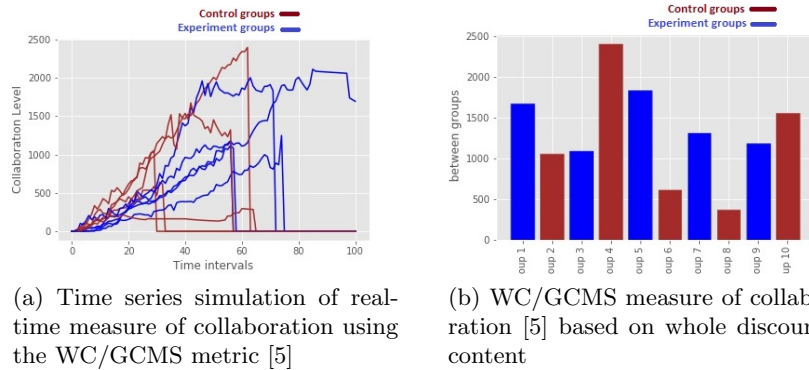 Control groups
Experiment groups
2500
2000
1500
1000
500
0
Collaboration Level
0 20 40 60 80 100
Time intervals
(a) Time series simulation of real-
time measure of collaboration using
the WC/GCMS metric [5]
Control groups
Experiment groups
2500
2000
1500
1000
500
0
between groups
oup 1
oup 2
oup 3
oup 4
oup 5
oup 6
oup 7
oup 8
oup 9
up 10
(b) WC/GCMS measure of collab
ration [5] based on whole discour
content